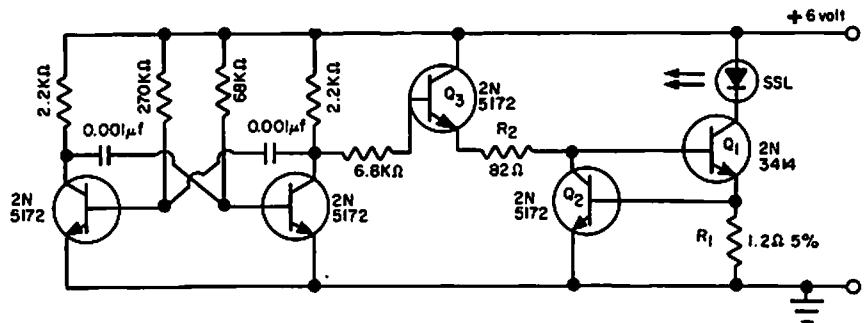 + 6 volt
2.2KΩ
270KΩ
68KΩ
2.2KΩ
2N
5172
Q3
SSL
0.001μf
0.001μf
R2
Q1
2N
3414
6.8KΩ
82Ω
2N
5172
2N
5172
2N
5172
Q2
R1
1.2Ω 5%